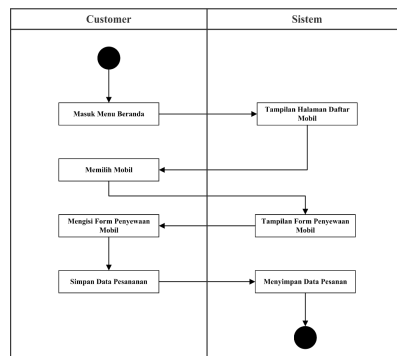 Customer
Sistem
Masuk Menu Beranda
Tampilan Halaman Daftar
Mobil
Memilih Mobil
Mengisi Form Penyewaan
Mobil
Tampilan Form Penyewaan
Mobil
Simpan Data Pesananan
Menyimpan Data Pesanan